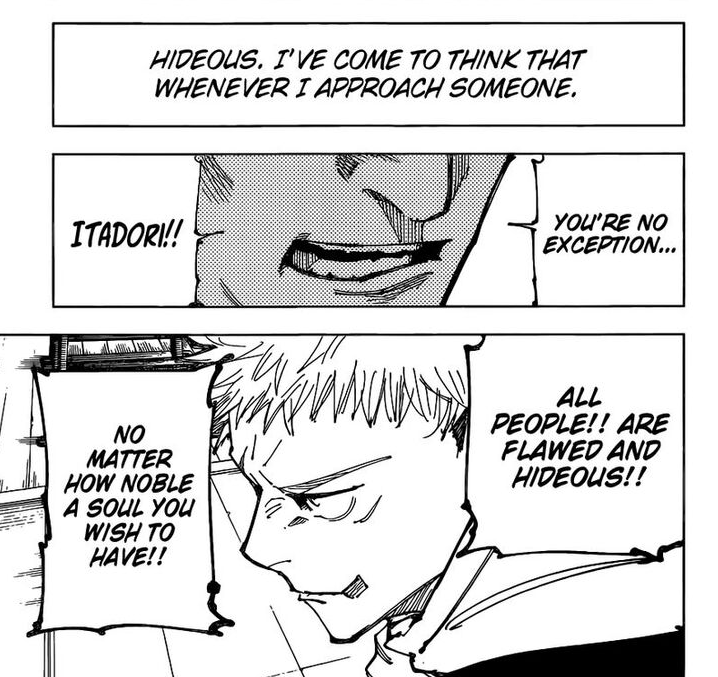 HIDEOUS. I'VE COME TO THINK THAT
WHENEVER I APPROACH SOMEONE.
YOU'RE NO
EXCEPTION...
ITADORI!!
ALL
PEOPLE!! ARE
FLAWED AND
HIDEOUS!!
NO
MATTER
HOW NOBLE
A SOUL YOU
WISH TO
HAVE!!